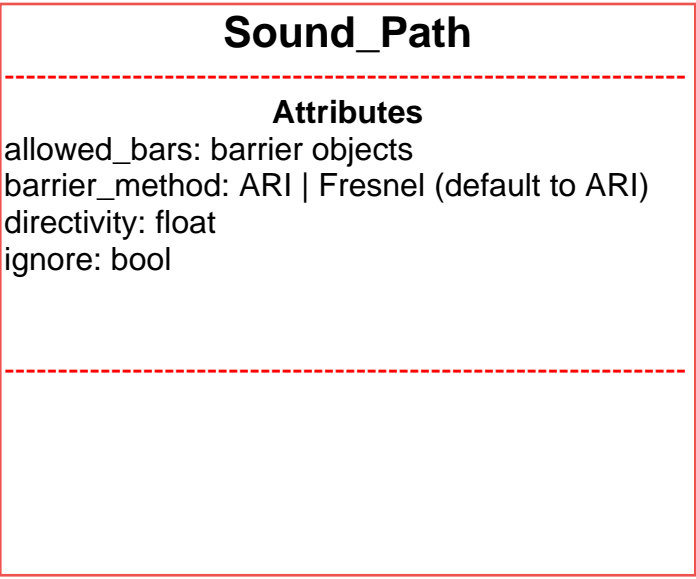 Sound_Path
Attributes
allowed_bars: barrier objects
barrier_method: ARI | Fresnel (default to ARI)
directivity: float
ignore: bool